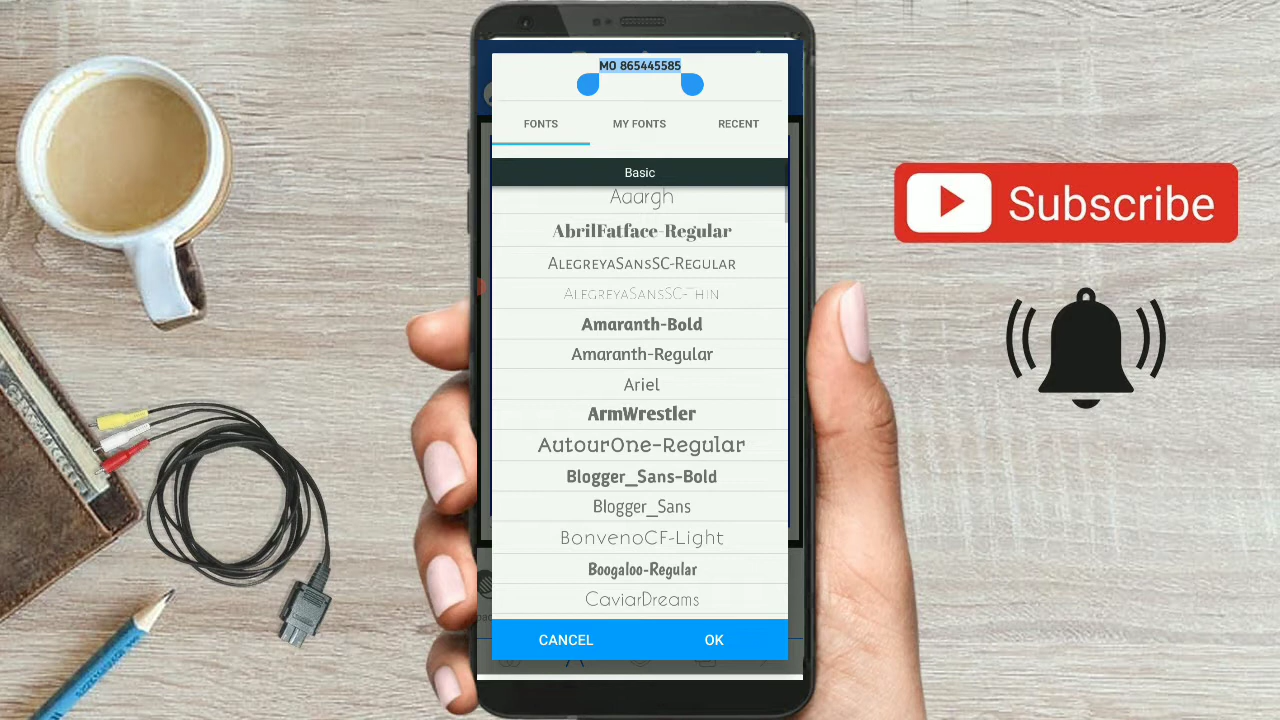 MO 865445585
FONTS MY FONTS RECENT
Basic
Aaargh
AbrilFatface-Regular
AlegreyaSansSC-Regular
AlegreyaSansSC-Thin
Amaranth-Bold
Amaranth-Regular
Ariel
ArmWrestler
AutourOne-Regular
Blogger_Sans-Bold
Blogger_Sans
BonvenoCF-Light
Boogaloo-Regular
CaviarDreams
CANCEL OK
Subscribe